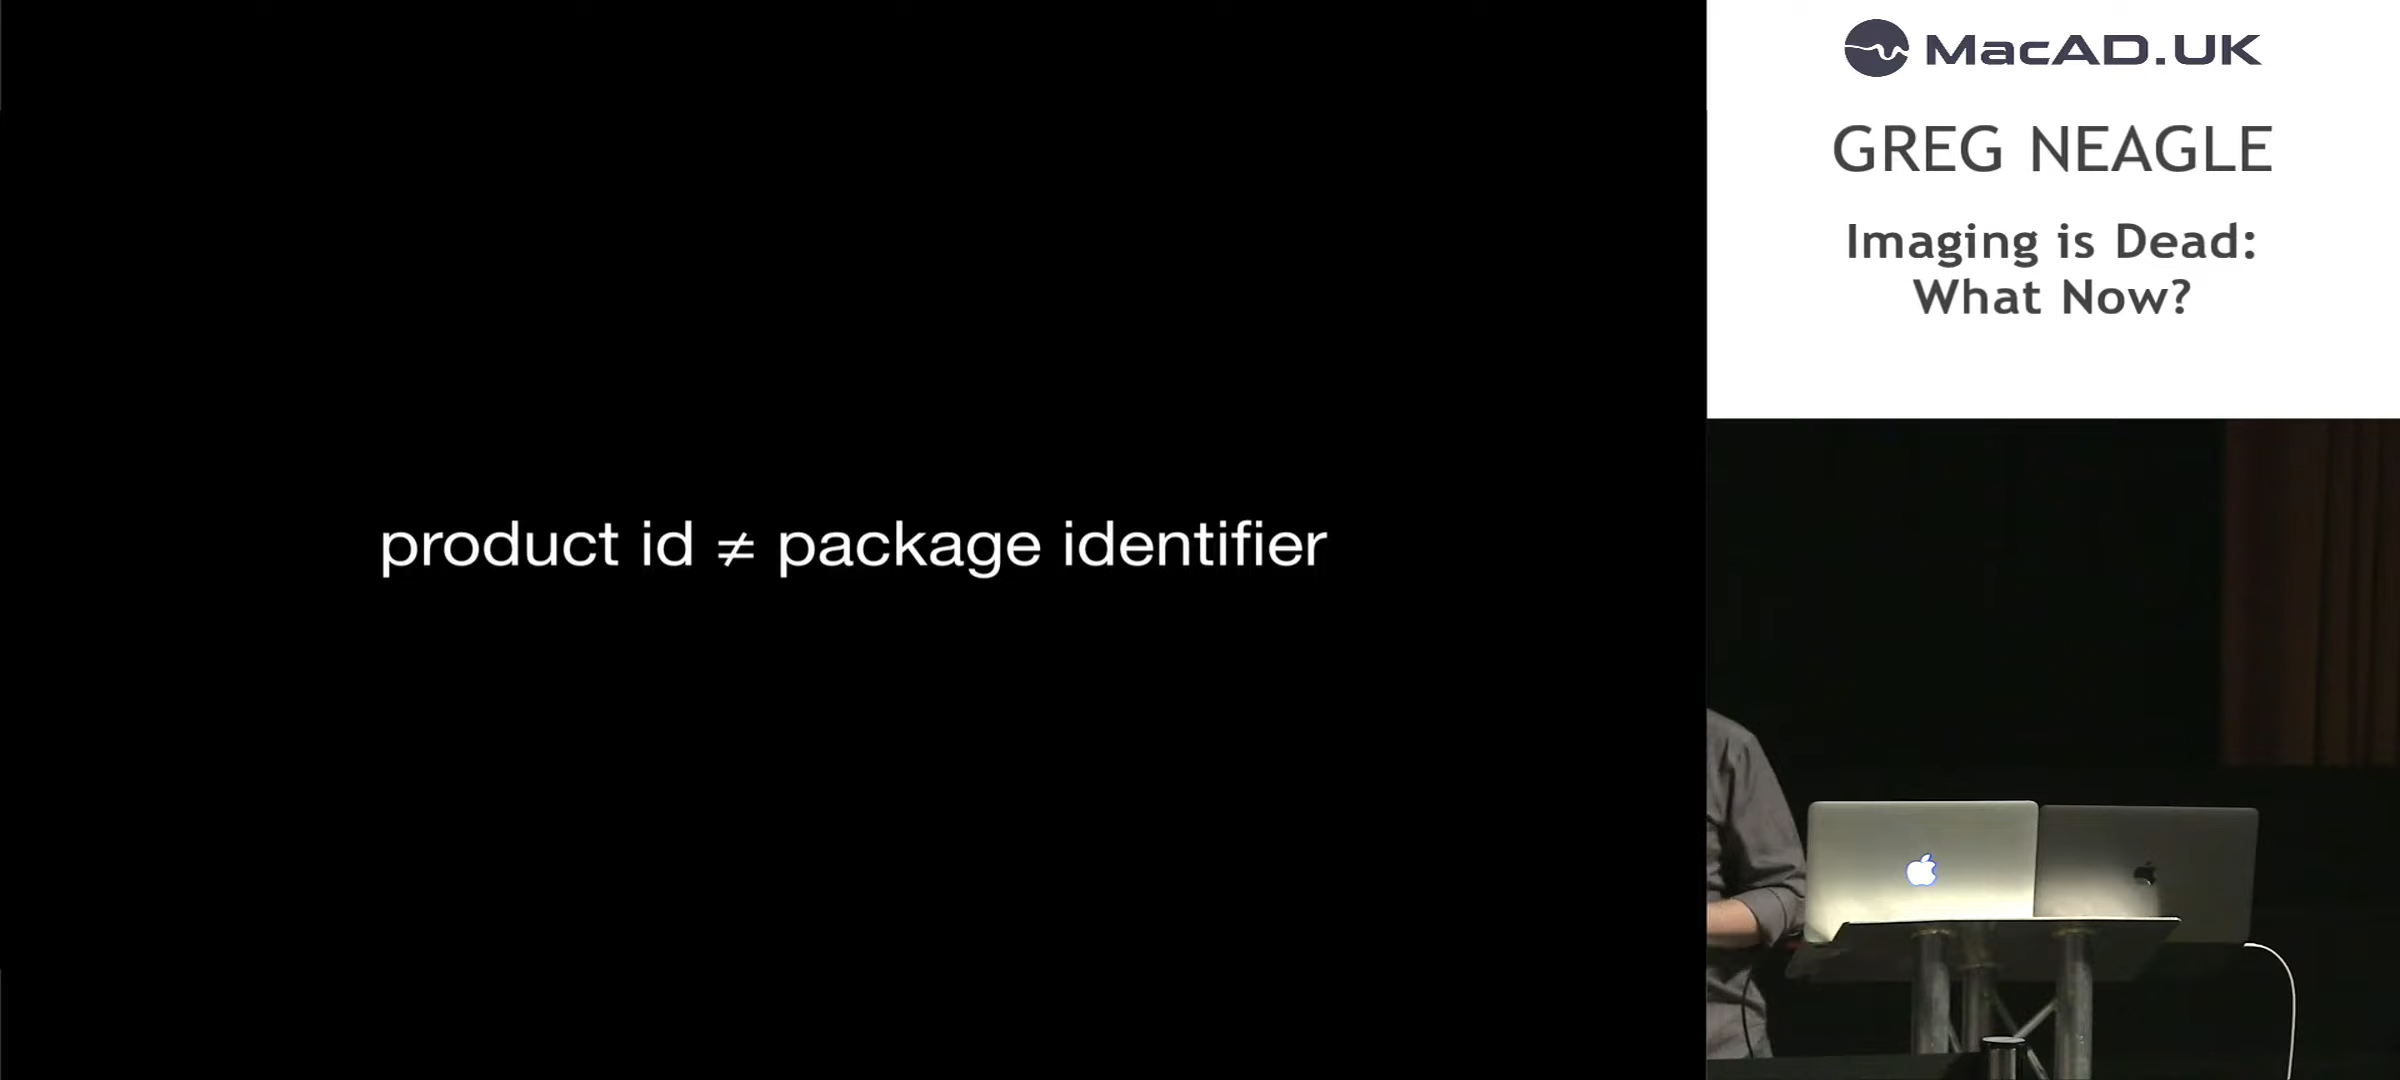 product id ≠ package identifier
MacAD.UK
GREG NEAGLE
Imaging is Dead:
What Now?